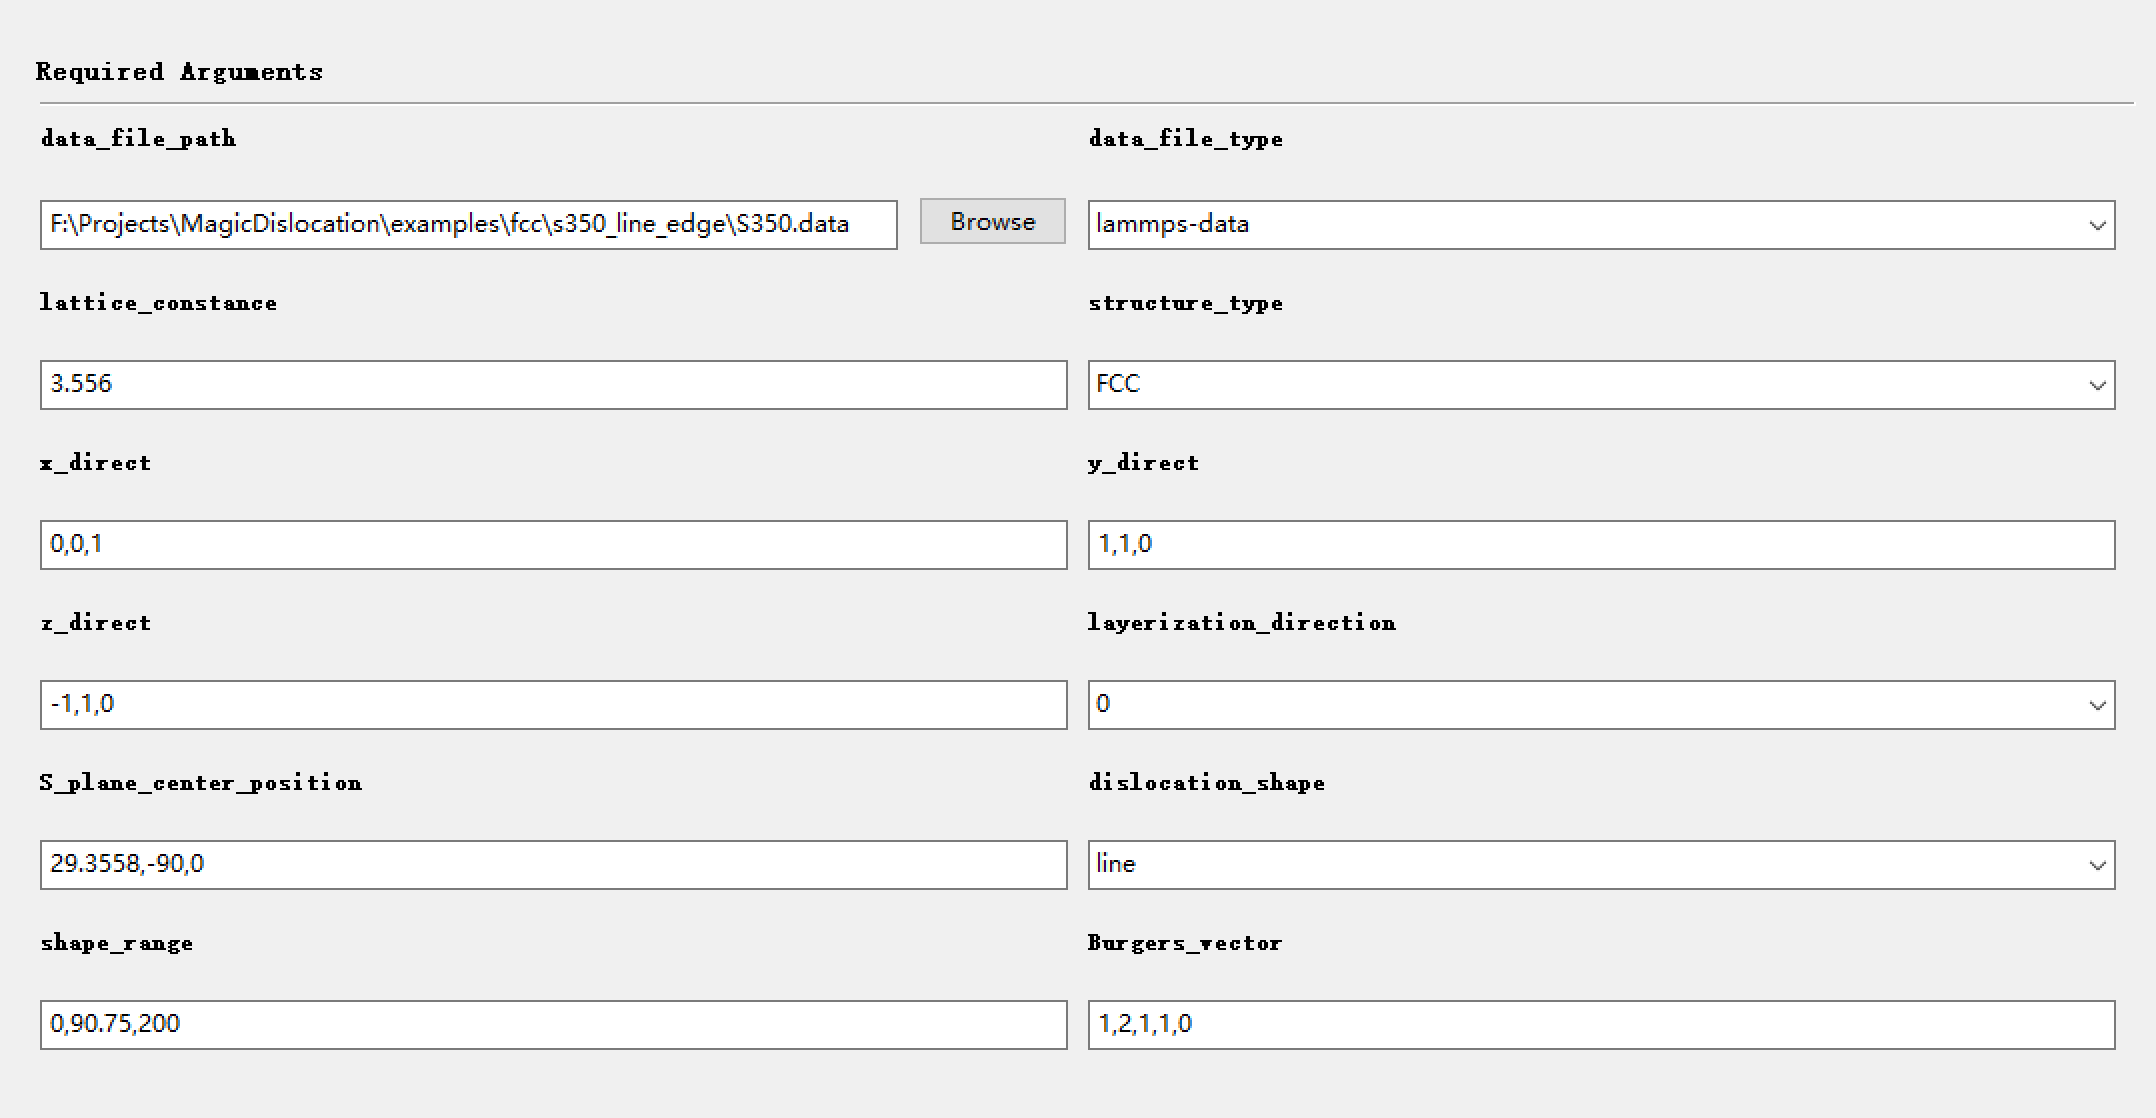 Required Arguments
data_file_path
data_file_type
F:\Projects\MagicDislocation\examples\fcc\s350_line_edge\S350.data
Browse
lammps-data
lattice_constance
structure_type
3.556
FCC
x_direct
y_direct
0,0,1
1,1,0
z_direct
layerization_direction
-1,1,0
0
S_plane_center_position
dislocation_shape
29.3558,-90,0
line
shape_range
Burgers_vector
0,90.75,200
1,2,1,1,0